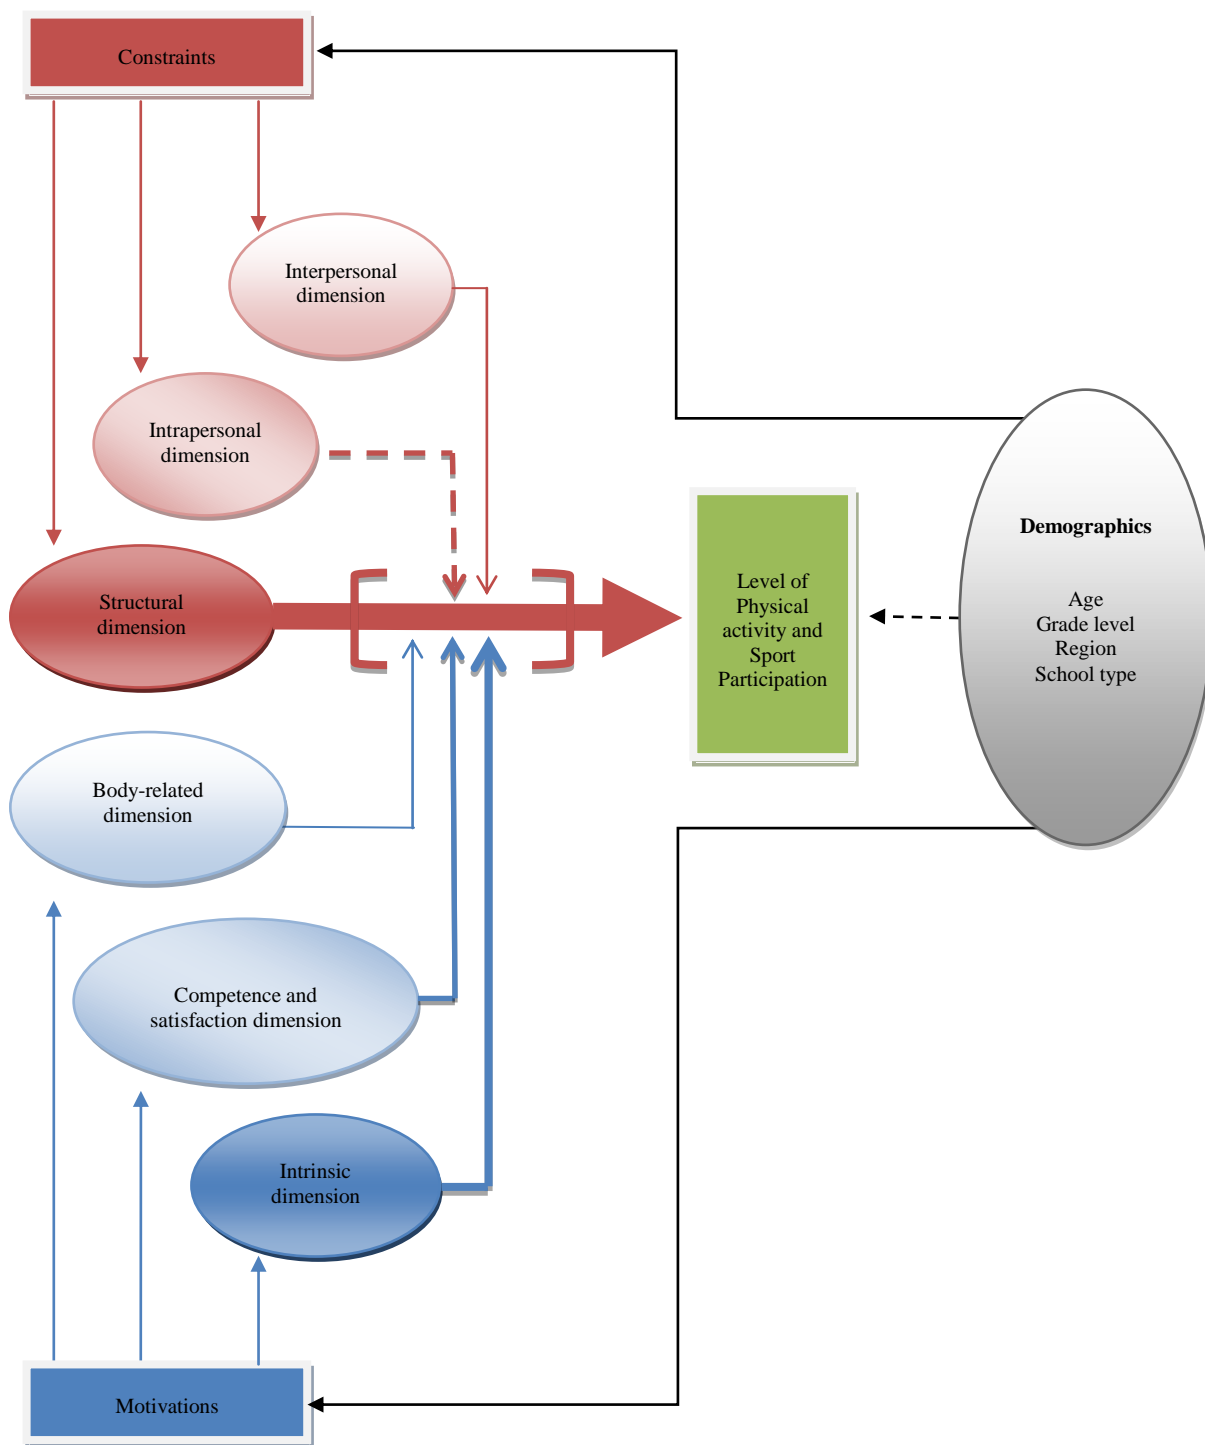 Constraints
Interpersonal
dimension
Intrapersonal
dimension
Structural
dimension
Level of
Physical
activity and
Sport
Participation
Demographics
Age
Grade level
Region
School type
Body-related
dimension
Competence and
satisfaction dimension
Intrinsic
dimension
Motivations